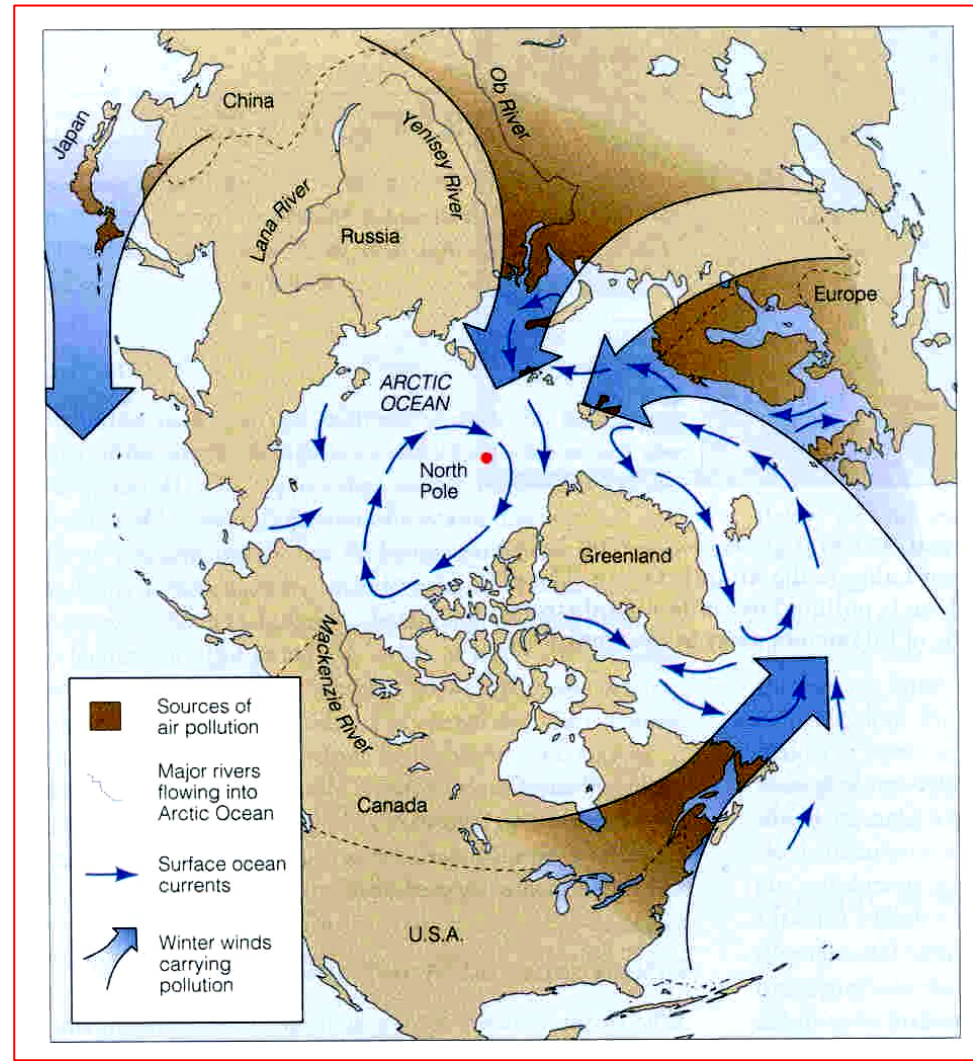 China
Japan
Ob River
Yenisey River
Lana River
Russia
Europe
ARCTIC
OCEAN
North
Pole
Greenland
Mackenzie River
Canada
U.S.A.
Sources of
air pollution
Major rivers
flowing into
Arctic Ocean
Surface ocean
currents
Winter winds
carrying
pollution